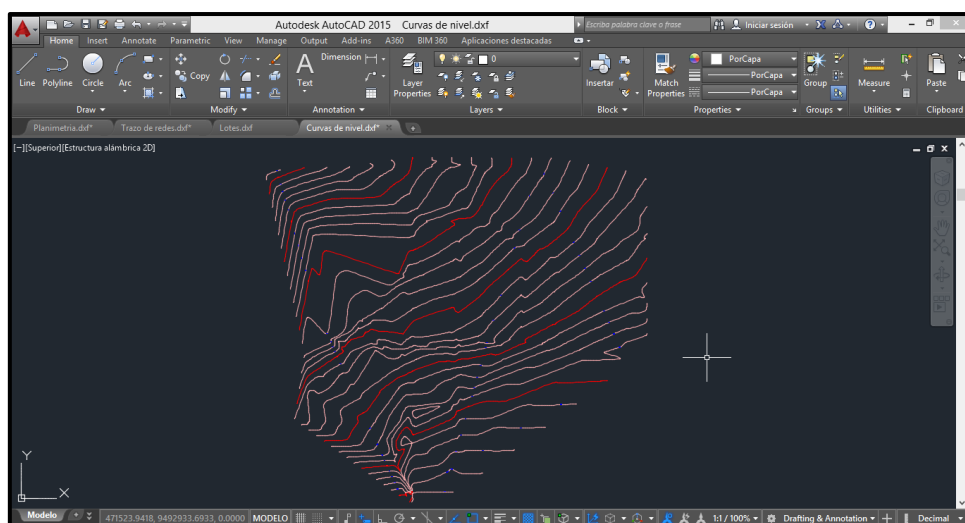 Autodesk AutoCAD 2015 Curvas de nivel.dxf Escriba palabra clave o frase Iniciar sesión
Home Insert Annotate Parametric View Manage Output Add-ins A360 BIM 360 Aplicaciones destacadas
Line Polyline Circle Arc Copy Text Dimension Layer Properties 0 Insertar Match Properties PorCapa PorCapa PorCapa Group Measure Paste
Draw Modify Annotation Layers Block Properties Groups Utilities Clipboard
Planimetria.dxf* Trazo de redes.dxf* Lotes.dxf Curvas de nivel.dxf*
[−][Superior][Estructura alámbrica 2D]
Y
X
Modelo 471523.9418, 9492933.6933, 0.0000 MODELO 1:1 / 100% Drafting & Annotation Decimal